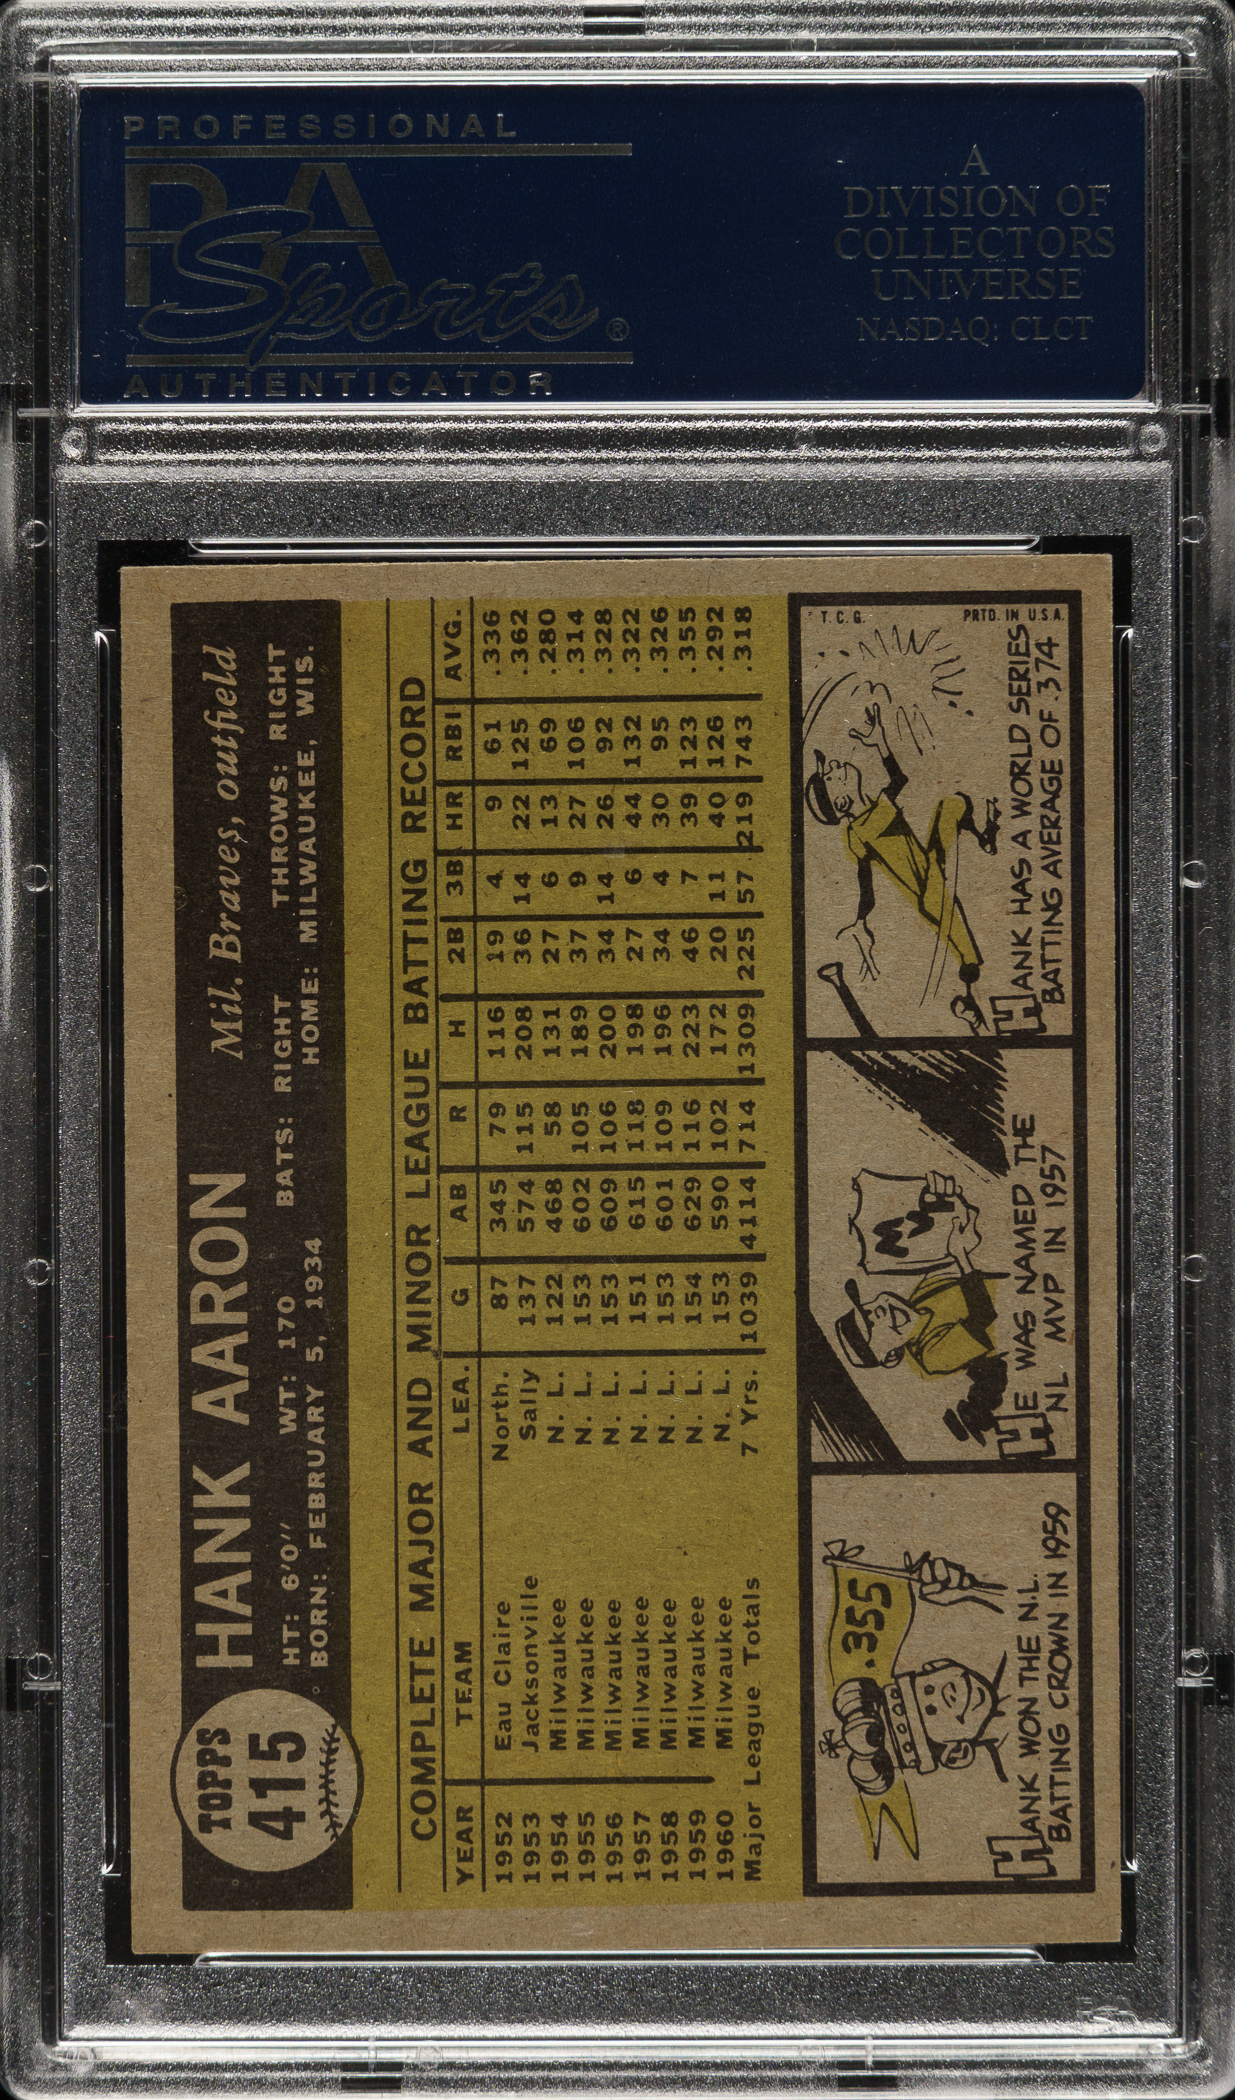 PROFESSIONAL
PSA
Sports®
AUTHENTICATOR
A
DIVISION OF
COLLECTORS
UNIVERSE
NASDAQ: CLCT
TOPPS
415
HANK AARON Mil. Braves, outfield
HT: 6'0" WT: 170 BATS: RIGHT THROWS: RIGHT
BORN: FEBRUARY 5, 1934 HOME: MILWAUKEE, WIS.
COMPLETE MAJOR AND MINOR LEAGUE BATTING RECORD
YEAR TEAM LEA. G AB R H 2B 3B HR RBI AVG.
1952 Eau Claire North. 87 345 79 116 19 4 9 61 .336
1953 Jacksonville Sally 137 574 115 208 36 14 22 125 .362
1954 Milwaukee N. L. 122 468 58 131 27 6 13 69 .280
1955 Milwaukee N. L. 153 602 105 189 37 9 27 106 .314
1956 Milwaukee N. L. 153 609 106 200 34 14 26 92 .328
1957 Milwaukee N. L. 151 615 118 198 27 6 44 132 .322
1958 Milwaukee N. L. 153 601 109 196 34 4 30 95 .326
1959 Milwaukee N. L. 154 629 116 223 46 7 39 123 .355
1960 Milwaukee N. L. 153 590 102 172 20 11 40 126 .292
Major League Totals 7 Yrs. 1039 4114 714 1309 225 57 219 743 .318
.355
HANK WON THE N.L.
BATTING CROWN IN 1959
MVP
HE WAS NAMED THE
NL MVP IN 1957
T. C. G. PRTD. IN U.S.A.
HANK HAS A WORLD SERIES
BATTING AVERAGE OF .374